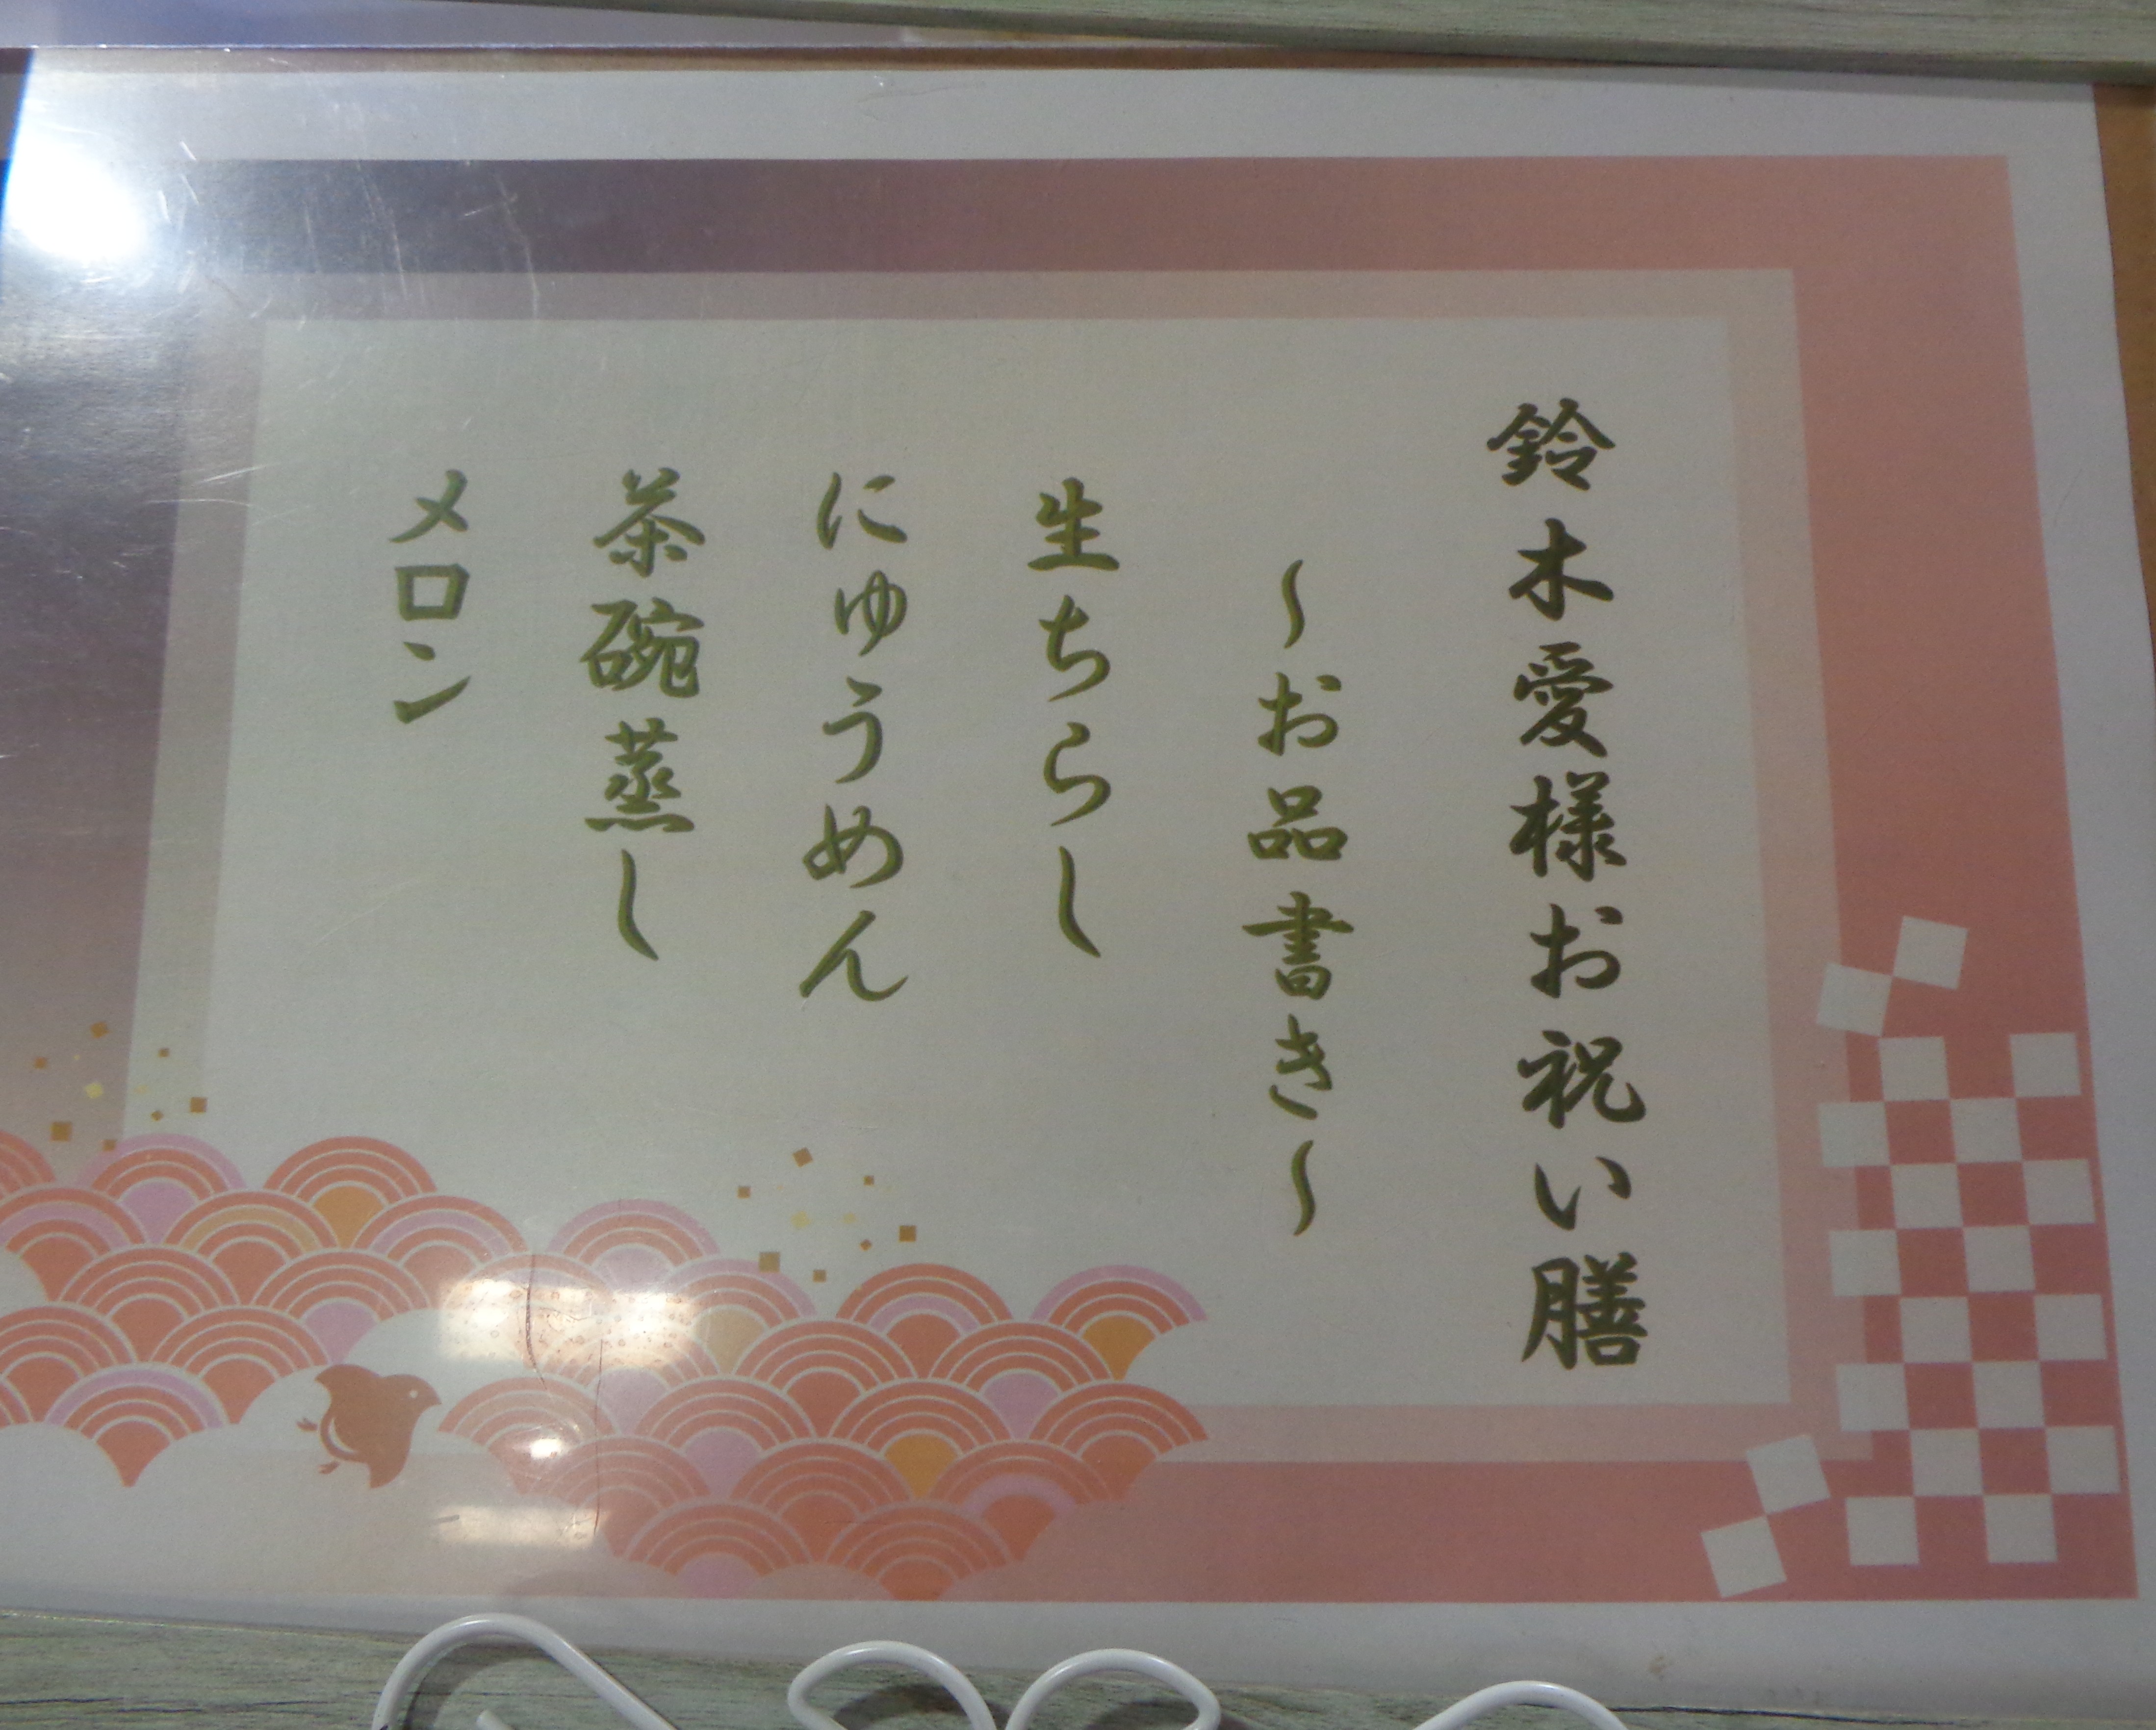 鈴木愛様お祝い膳
〜お品書き〜
生ちらし
にゅうめん
茶碗蒸し
メロン